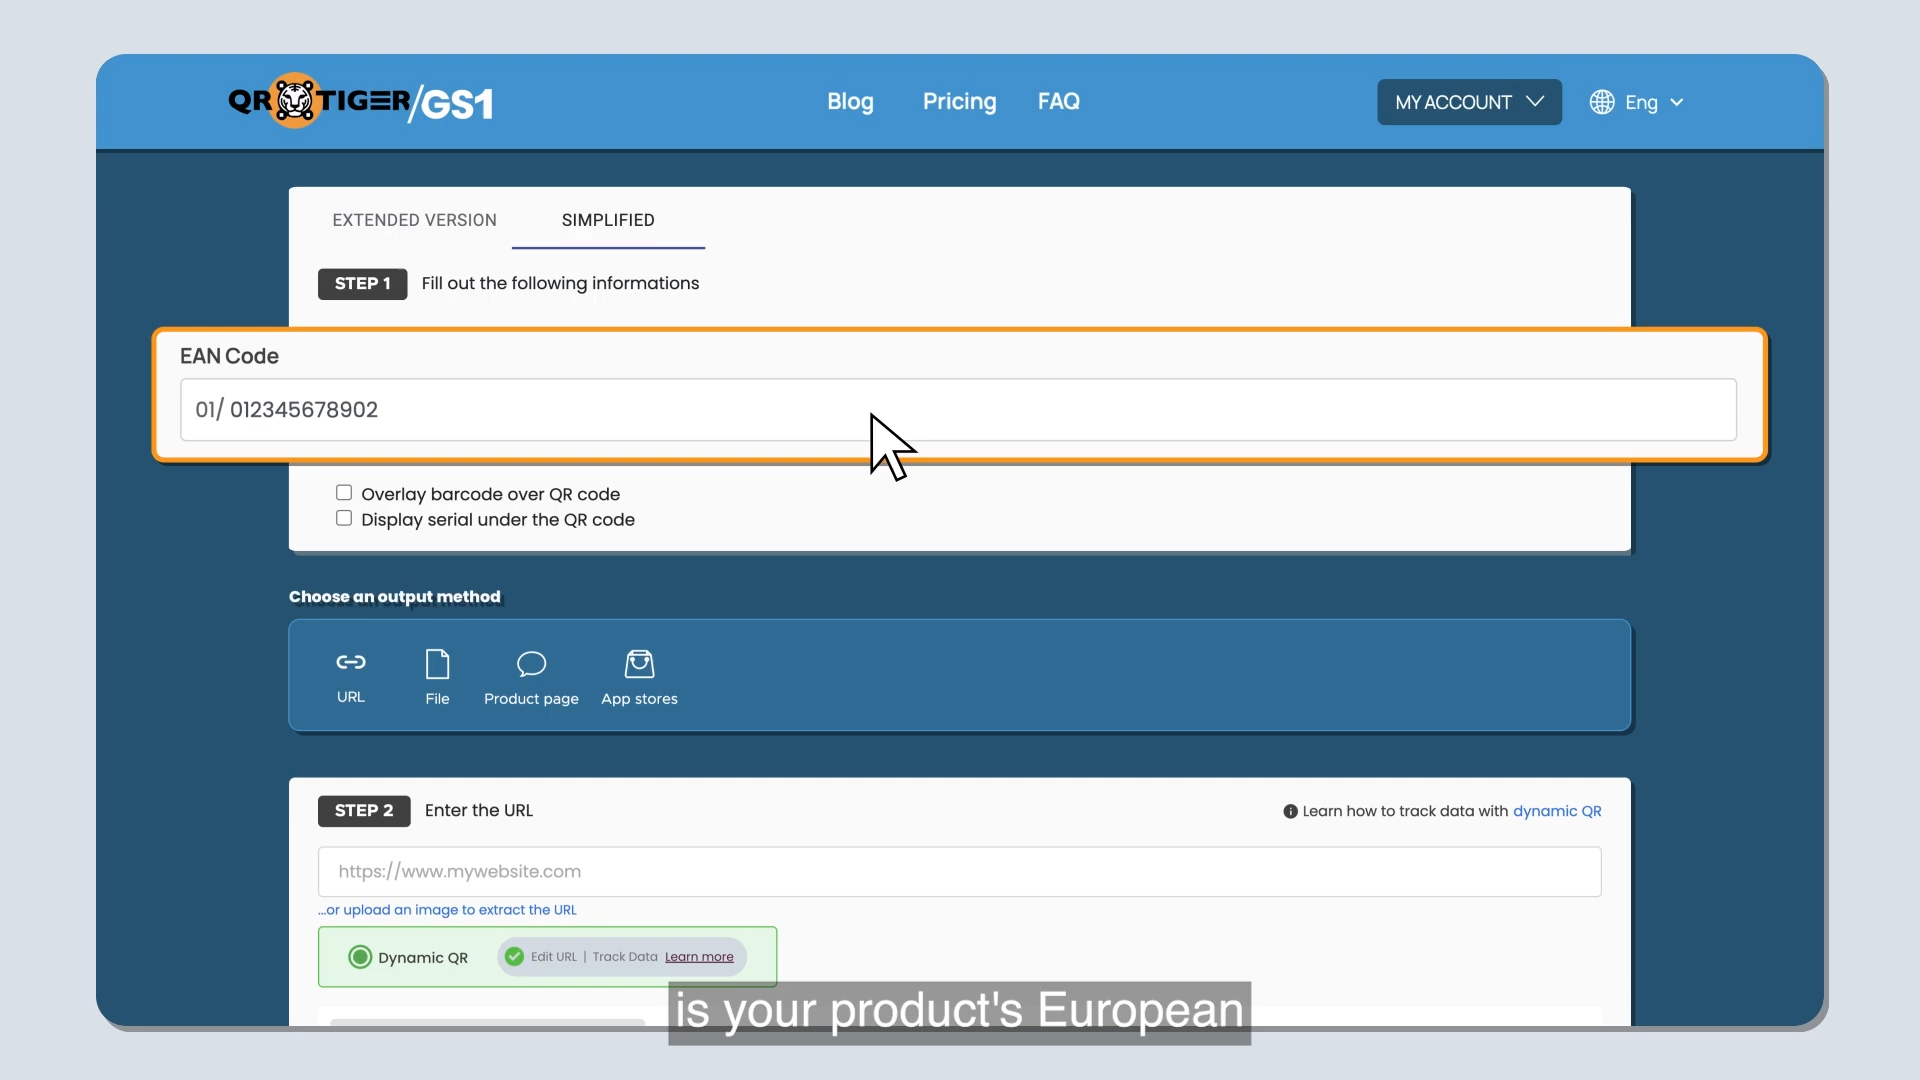 QR TIGER/GS1
Blog
Pricing
FAQ
MY ACCOUNT
Eng
EXTENDED VERSION
SIMPLIFIED
STEP 1
Fill out the following informations
EAN Code
01/ 012345678902
Overlay barcode over QR code
Display serial under the QR code
Choose an output method
URL
File
Product page
App stores
STEP 2
Enter the URL
Learn how to track data with dynamic QR
https://www.mywebsite.com
...or upload an image to extract the URL
Dynamic QR
Edit URL | Track Data Learn more
is your product's European